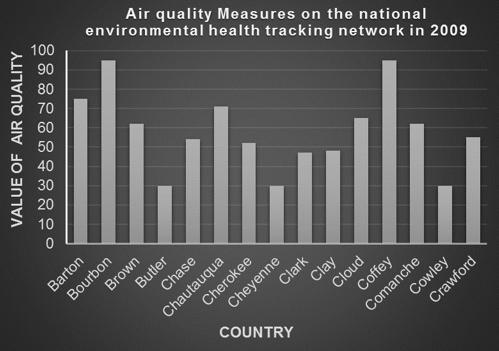 Air quality Measures on the national
environmental health tracking network in 2009
VALUE OF AIR QUALITY
100
90
80
70
60
50
40
30
20
10
0
Barton
Bourbon
Brown
Butler
Chase
Chautauqua
Cherokee
Cheyenne
Clark
Clay
Cloud
Coffey
Comanche
Cowley
Crawford
COUNTRY